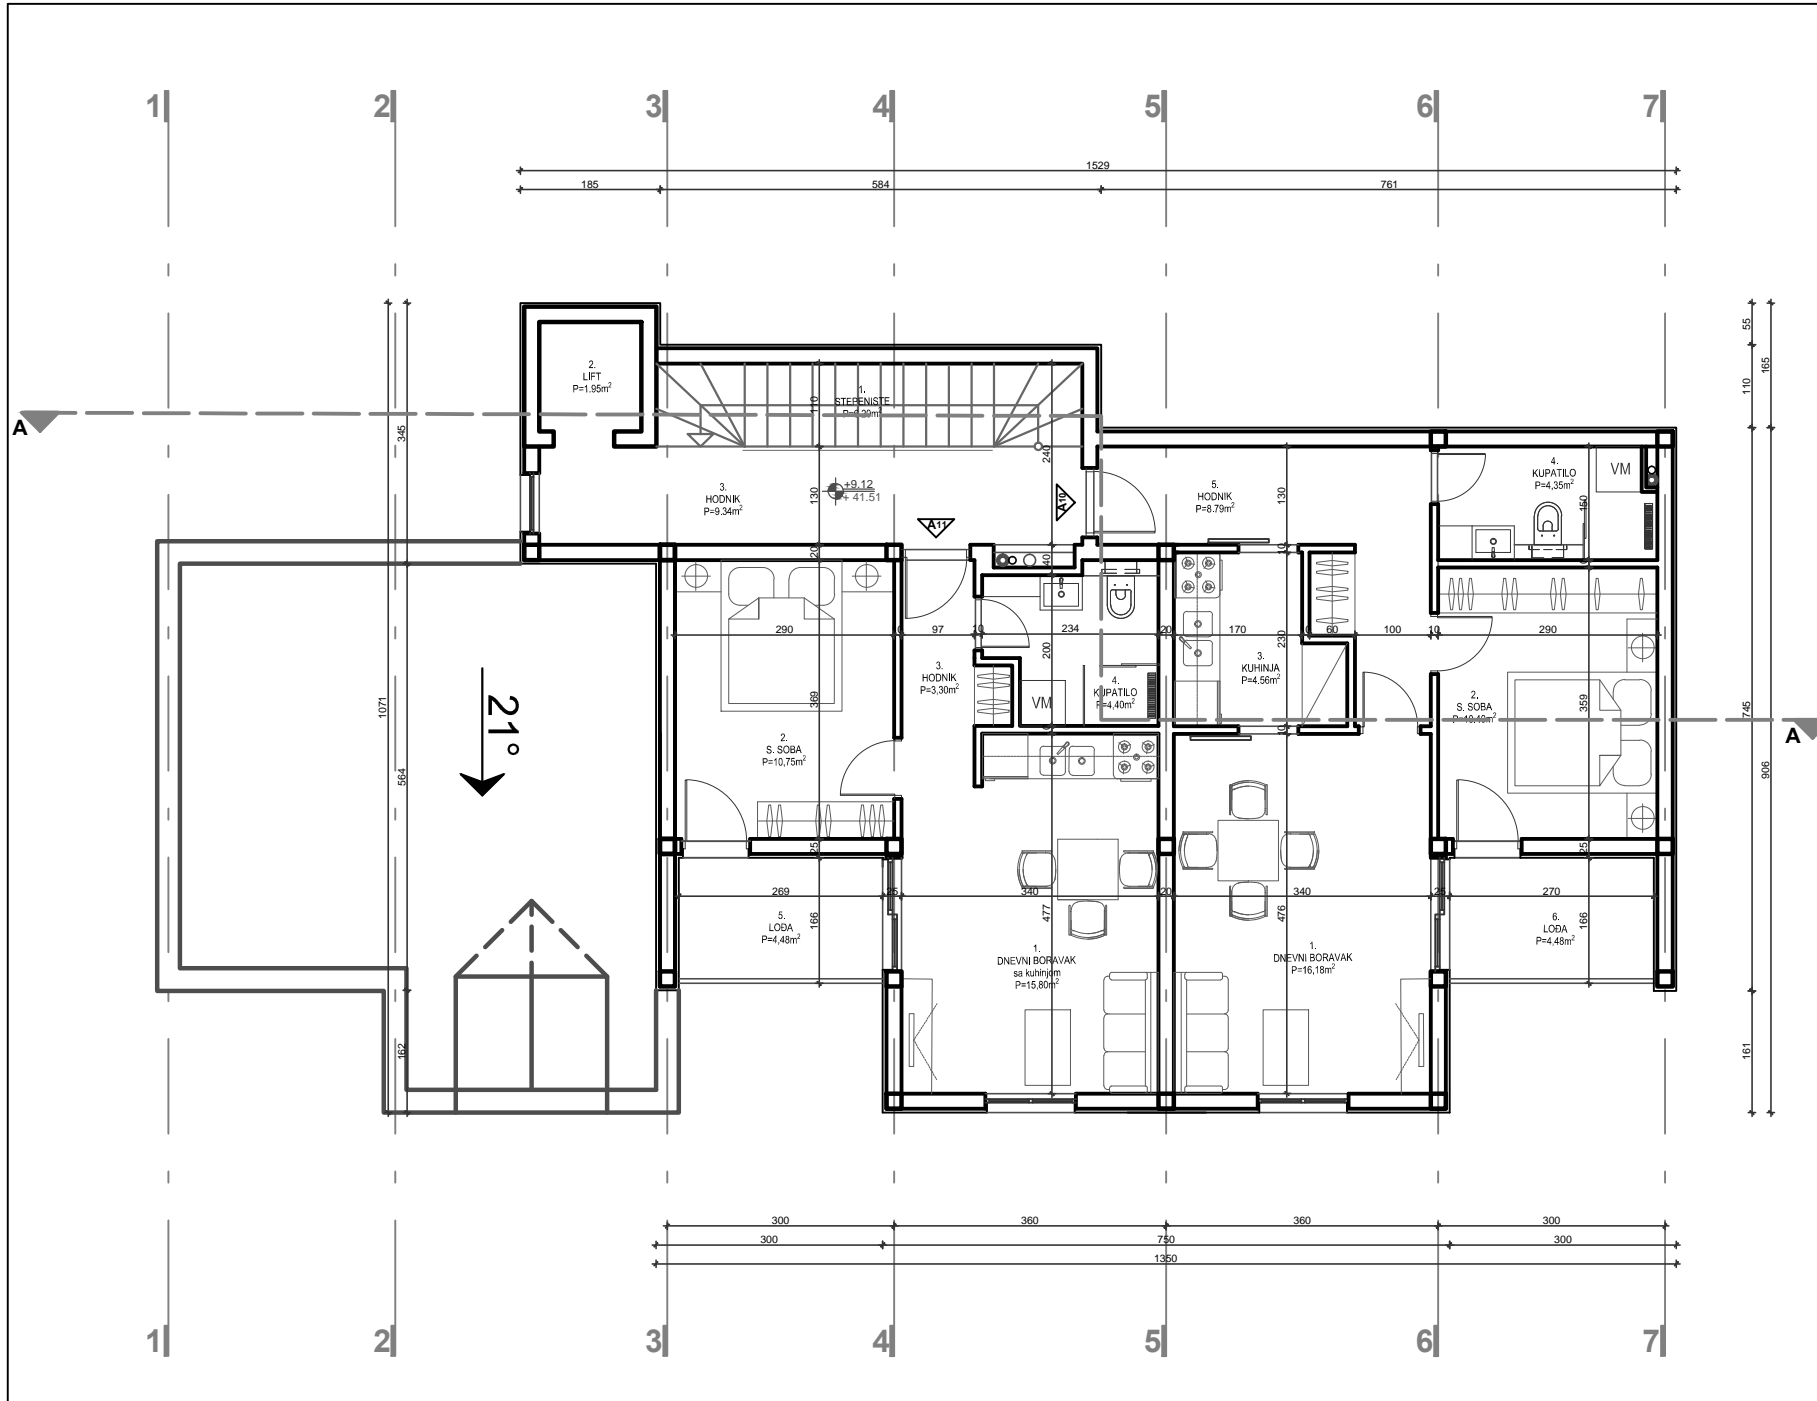 1
2
3
4
5
6
7
1529
185
584
761
55
165
110
345
2.
LIFT
P=1.95m²
1.
STEPENISTE
110
A
240
3.
HODNIK
P=9.34m²
130
+9.12
+ 41.51
A10
A11
5.
HODNIK
P=8.79m²
130
4.
KUPATILO
P=4,35m²
VM
150
20
40
10
290
97
10
234
20
170
60
100
10
290
200
230
3.
HODNIK
P=3,30m²
VM
4.
KUPATILO
P=4,40m²
3.
KUHINJA
P=4.56m²
2.
S. SOBA
369
359
1071
21°
745
A
2.
S. SOBA
P=10,75m²
10
564
906
25
25
269
25
340
20
340
25
270
5.
LOĐA
P=4,48m²
166
477
476
166
6.
LOĐA
P=4,48m²
1.
DNEVNI BORAVAK
sa kuhinjom
P=15,80m²
1.
DNEVNI BORAVAK
P=16,18m²
162
161
300
360
360
300
300
750
300
1350
1
2
3
4
5
6
7